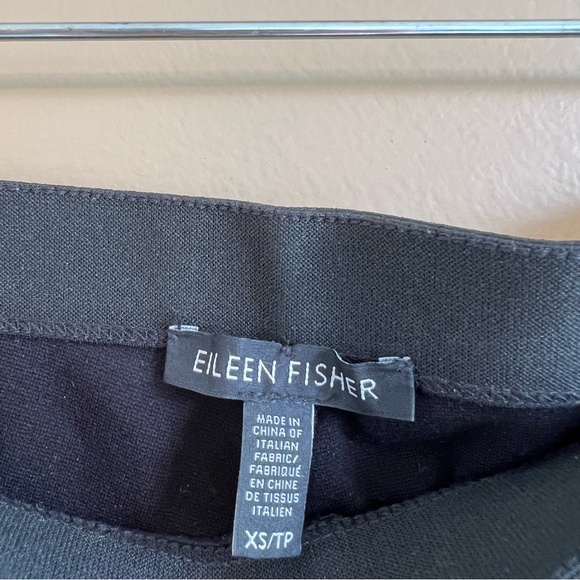 EILEEN FISHER
MADE IN
CHINA OF
ITALIAN
FABRIC/
FABRIQUÉ
EN CHINE
DE TISSUS
ITALIEN
XS/TP